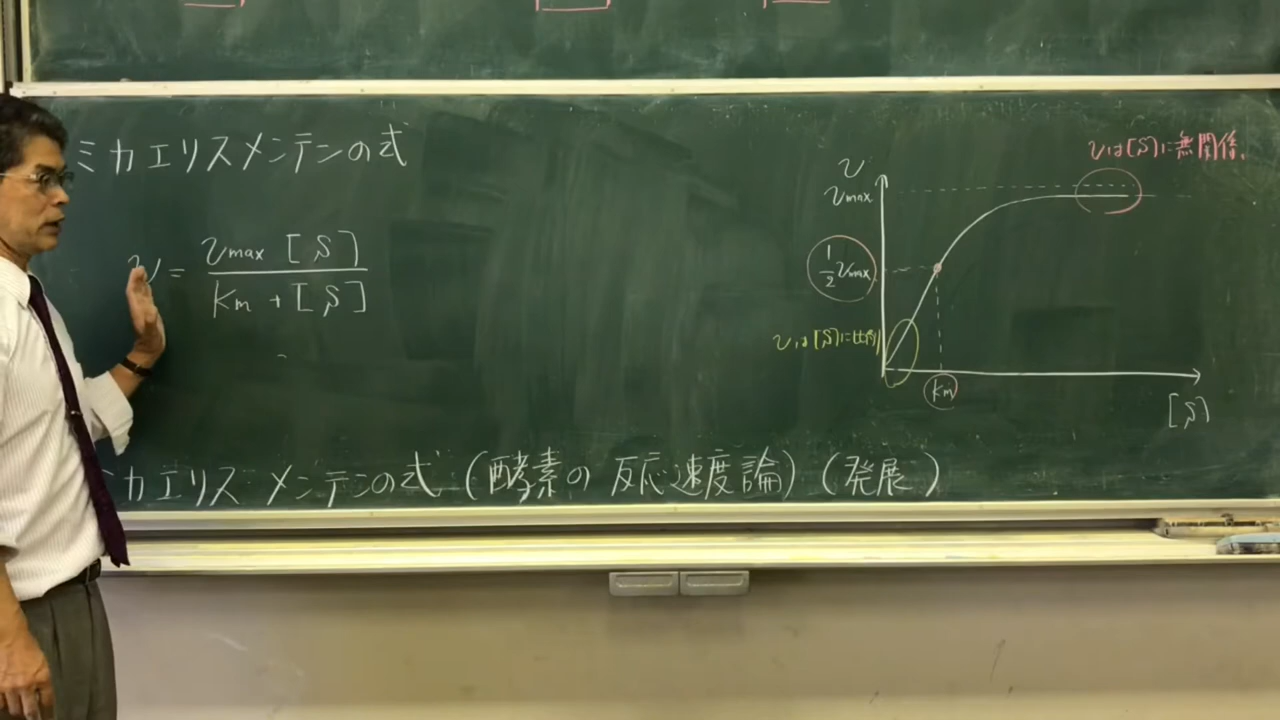 ミカエリスメンテンの式
v = vmax [S] / Km + [S]
vは[S]に無関係、
v
vmax
1/2 vmax
vは[S]に比例
Km
[S]
カエリスメンテンの式 (酵素の反応速度論) (発展)